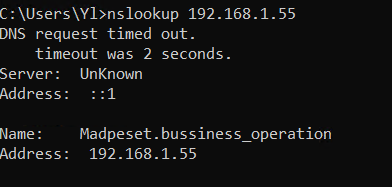 C:\Users\Yl>nslookup 192.168.1.55
DNS request timed out.
    timeout was 2 seconds.
Server:  UnKnown
Address:  ::1

Name:    Madpeset.bussiness_operation
Address:  192.168.1.55